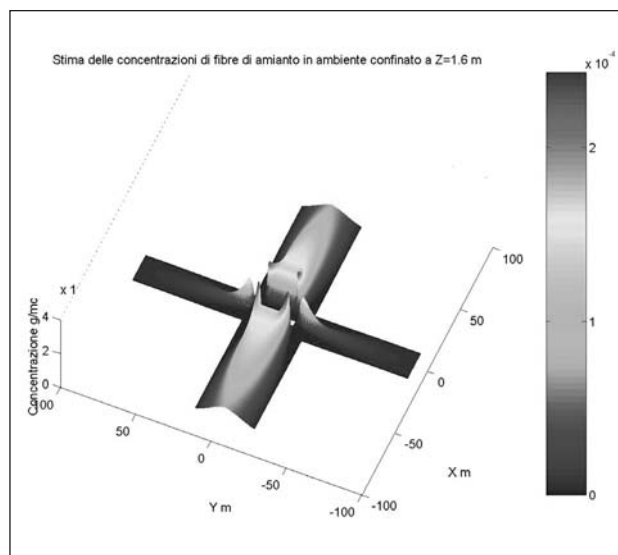 Stima delle concentrazioni di fibre di amianto in ambiente confinato a Z=1.6 m
x 10⁻⁴
2
1
0
x 1
4
2
0
Concentrazione g/mc
100
50
0
-50
-100
Y m
100
50
0
-50
-100
X m